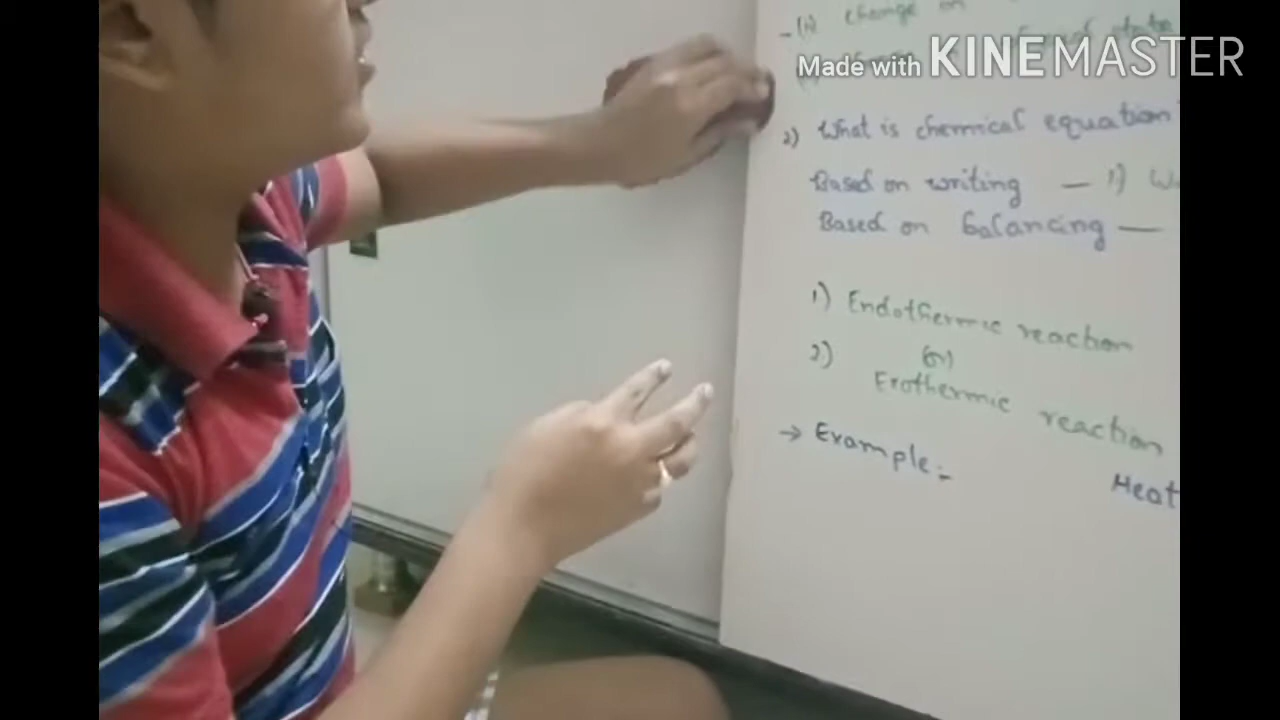 (i) change in
Made with KINEMASTER
2) What is chemical equation
Based on writing — 1)
Based on balancing —
1) Endothermic reaction
2) (or)
Exothermic reaction
→ Example :-
Heat